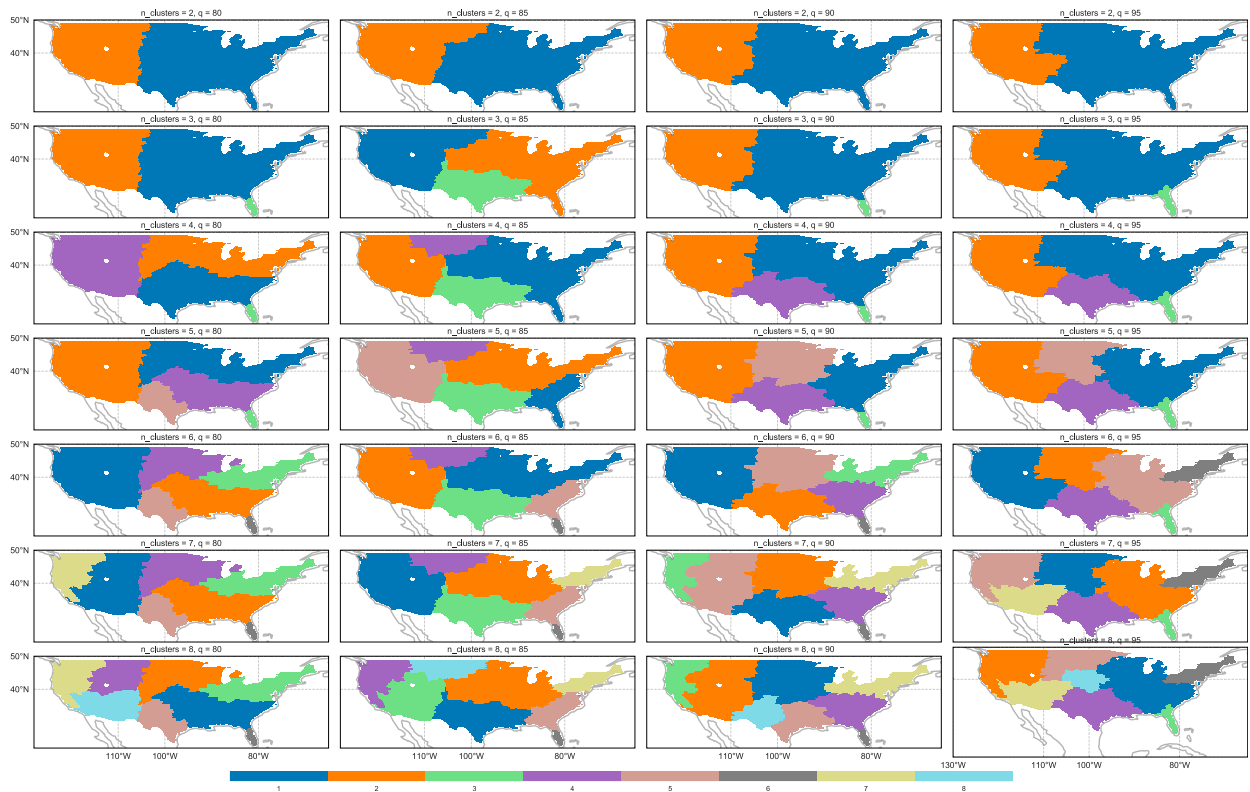 n_clusters = 2, q = 80 n_clusters = 2, q = 85 n_clusters = 2, q = 90 n_clusters = 2, q = 95
50°N
40°N
n_clusters = 3, q = 80 n_clusters = 3, q = 85 n_clusters = 3, q = 90 n_clusters = 3, q = 95
50°N
40°N
n_clusters = 4, q = 80 n_clusters = 4, q = 85 n_clusters = 4, q = 90 n_clusters = 4, q = 95
50°N
40°N
n_clusters = 5, q = 80 n_clusters = 5, q = 85 n_clusters = 5, q = 90 n_clusters = 5, q = 95
50°N
40°N
n_clusters = 6, q = 80 n_clusters = 6, q = 85 n_clusters = 6, q = 90 n_clusters = 6, q = 95
50°N
40°N
n_clusters = 7, q = 80 n_clusters = 7, q = 85 n_clusters = 7, q = 90 n_clusters = 7, q = 95
50°N
40°N
n_clusters = 8, q = 80 n_clusters = 8, q = 85 n_clusters = 8, q = 90 n_clusters = 8, q = 95
50°N
40°N
110°W 100°W 80°W 110°W 100°W 80°W 110°W 100°W 80°W 130°W 110°W 100°W 80°W
1 2 3 4 5 6 7 8